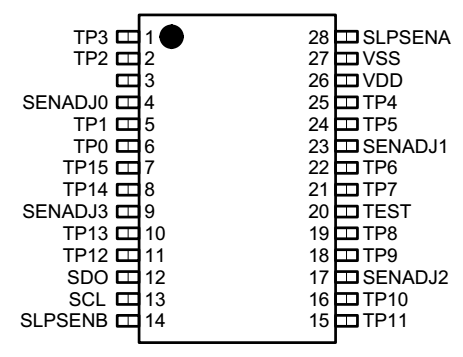 TP3 1 28 SLPSENA
TP2 2 27 VSS
3 26 VDD
SENADJ0 4 25 TP4
TP1 5 24 TP5
TP0 6 23 SENADJ1
TP15 7 22 TP6
TP14 8 21 TP7
SENADJ3 9 20 TEST
TP13 10 19 TP8
TP12 11 18 TP9
SDO 12 17 SENADJ2
SCL 13 16 TP10
SLPSENB 14 15 TP11